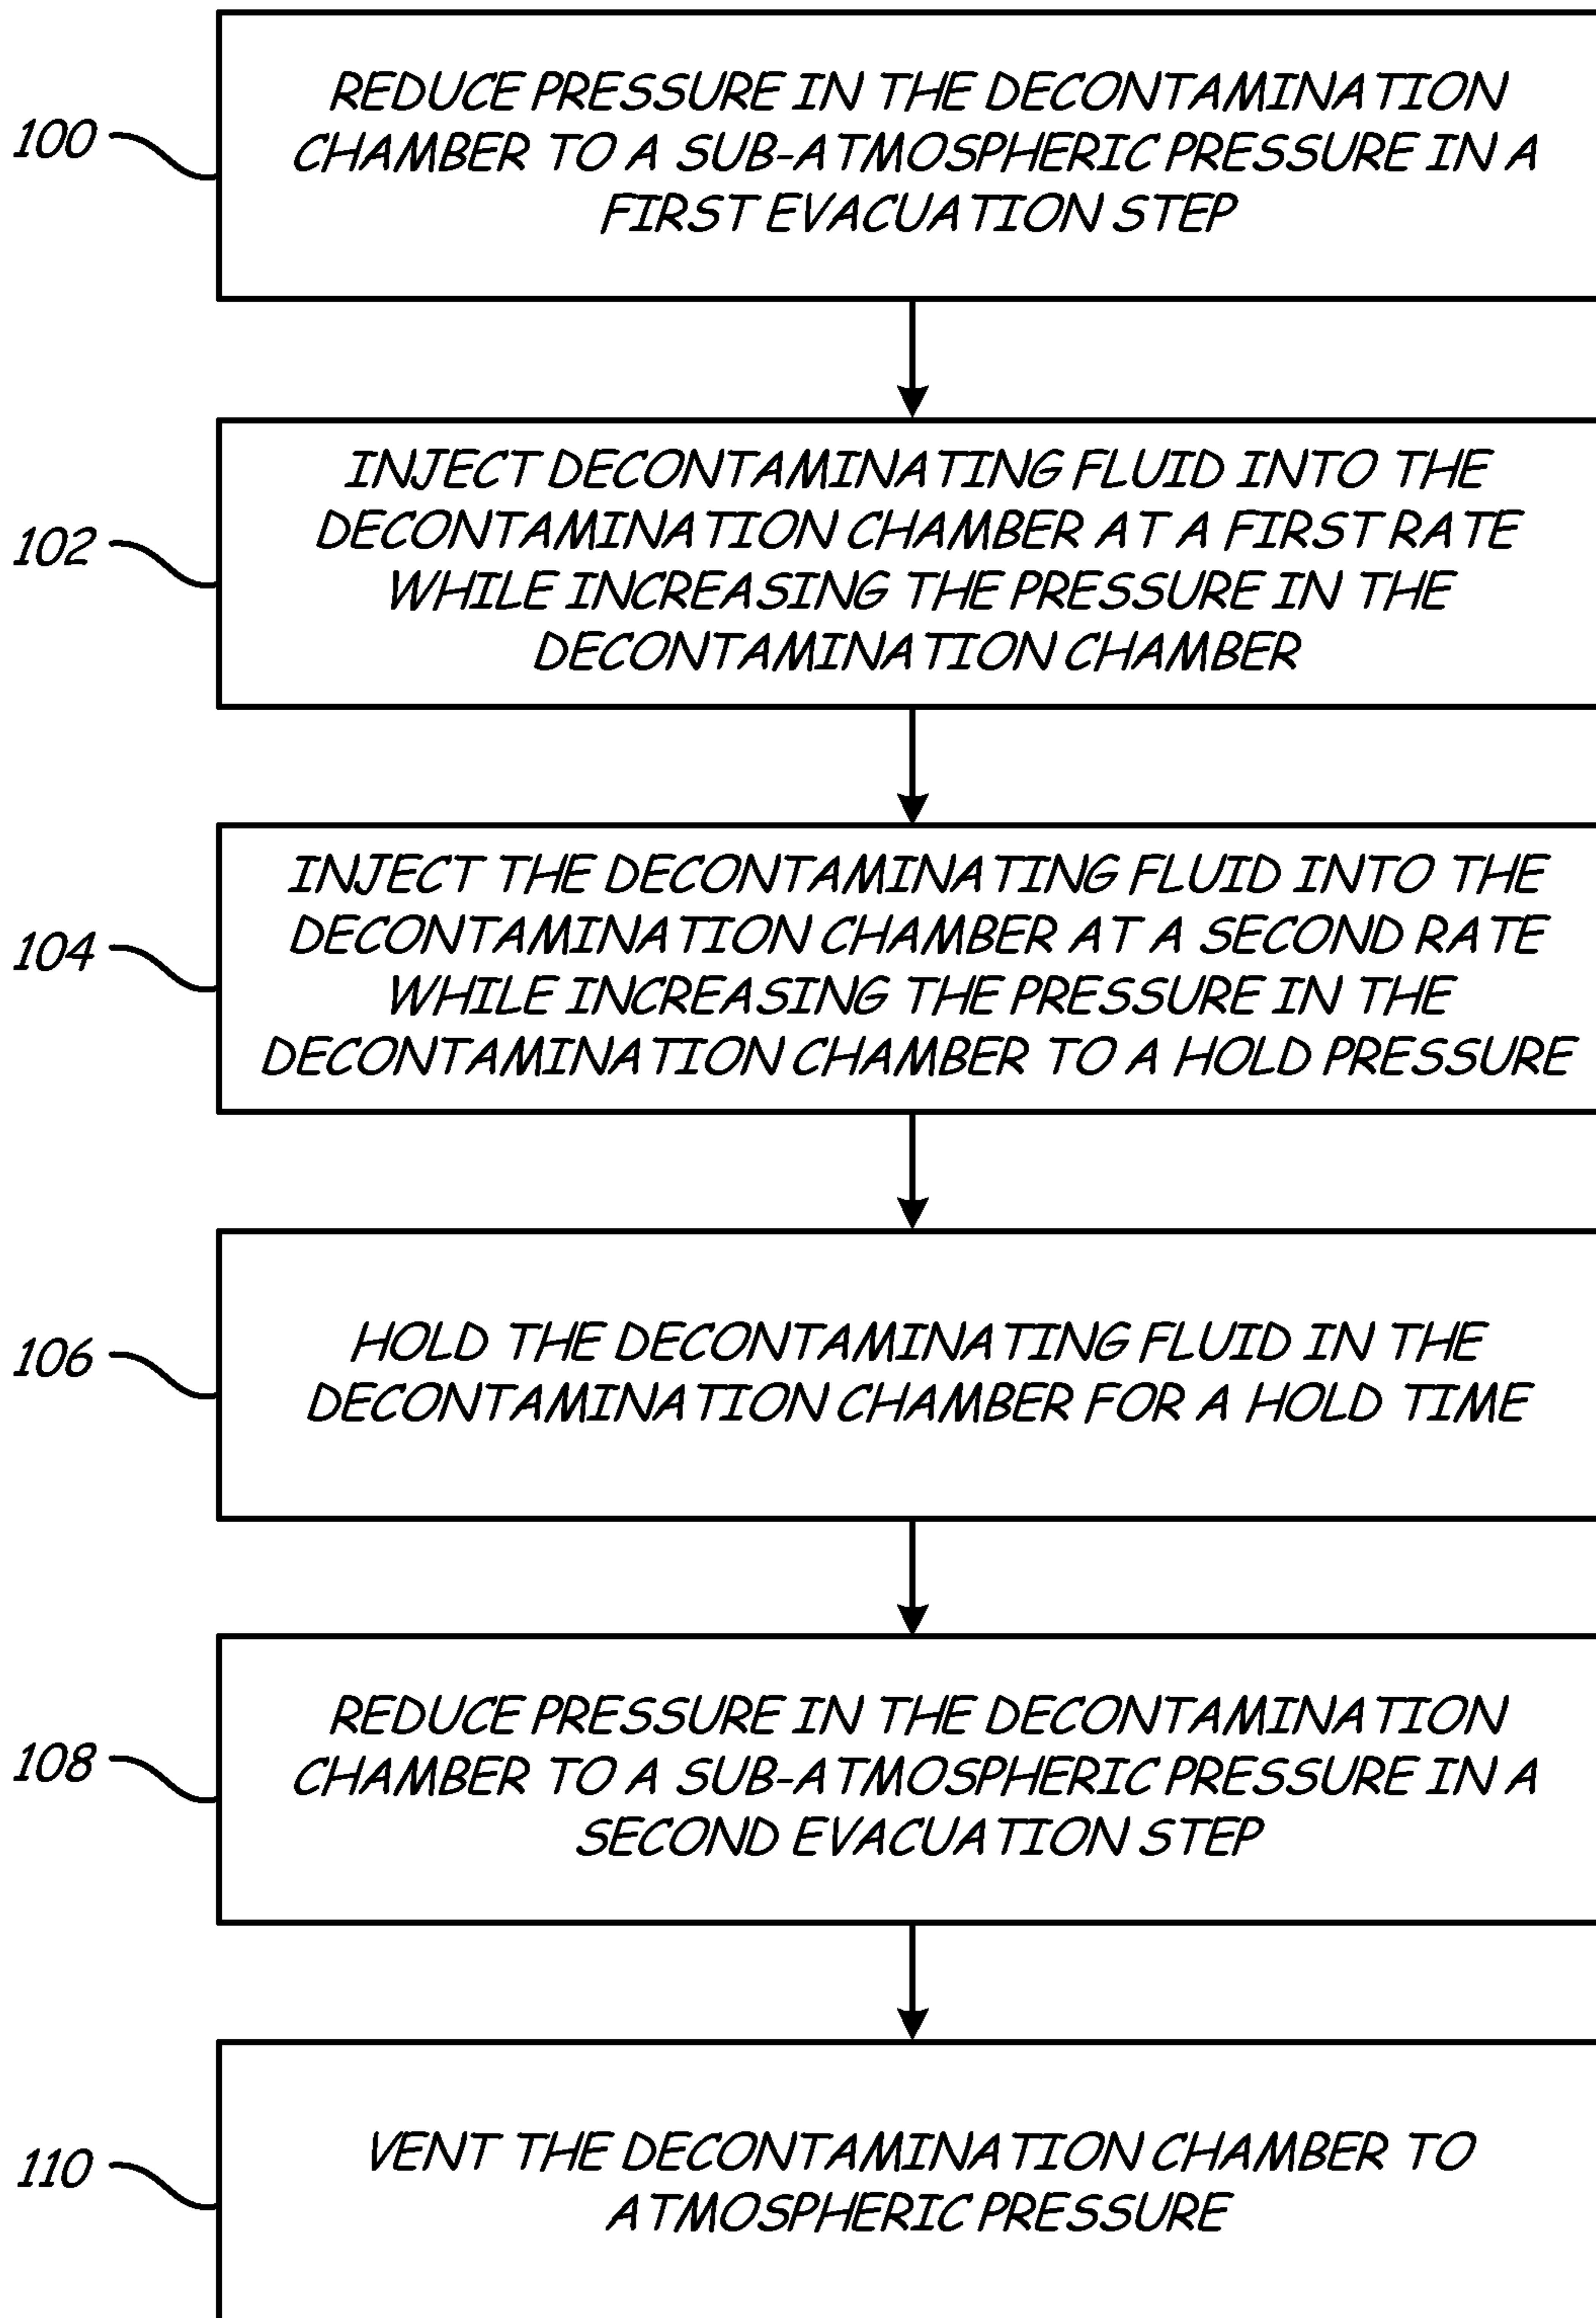 100
REDUCE PRESSURE IN THE DECONTAMINATION
CHAMBER TO A SUB-ATMOSPHERIC PRESSURE IN A
FIRST EVACUATION STEP
102
INJECT DECONTAMINATING FLUID INTO THE
DECONTAMINATION CHAMBER AT A FIRST RATE
WHILE INCREASING THE PRESSURE IN THE
DECONTAMINATION CHAMBER
104
INJECT THE DECONTAMINATING FLUID INTO THE
DECONTAMINATION CHAMBER AT A SECOND RATE
WHILE INCREASING THE PRESSURE IN THE
DECONTAMINATION CHAMBER TO A HOLD PRESSURE
106
HOLD THE DECONTAMINATING FLUID IN THE
DECONTAMINATION CHAMBER FOR A HOLD TIME
108
REDUCE PRESSURE IN THE DECONTAMINATION
CHAMBER TO A SUB-ATMOSPHERIC PRESSURE IN A
SECOND EVACUATION STEP
110
VENT THE DECONTAMINATION CHAMBER TO
ATMOSPHERIC PRESSURE